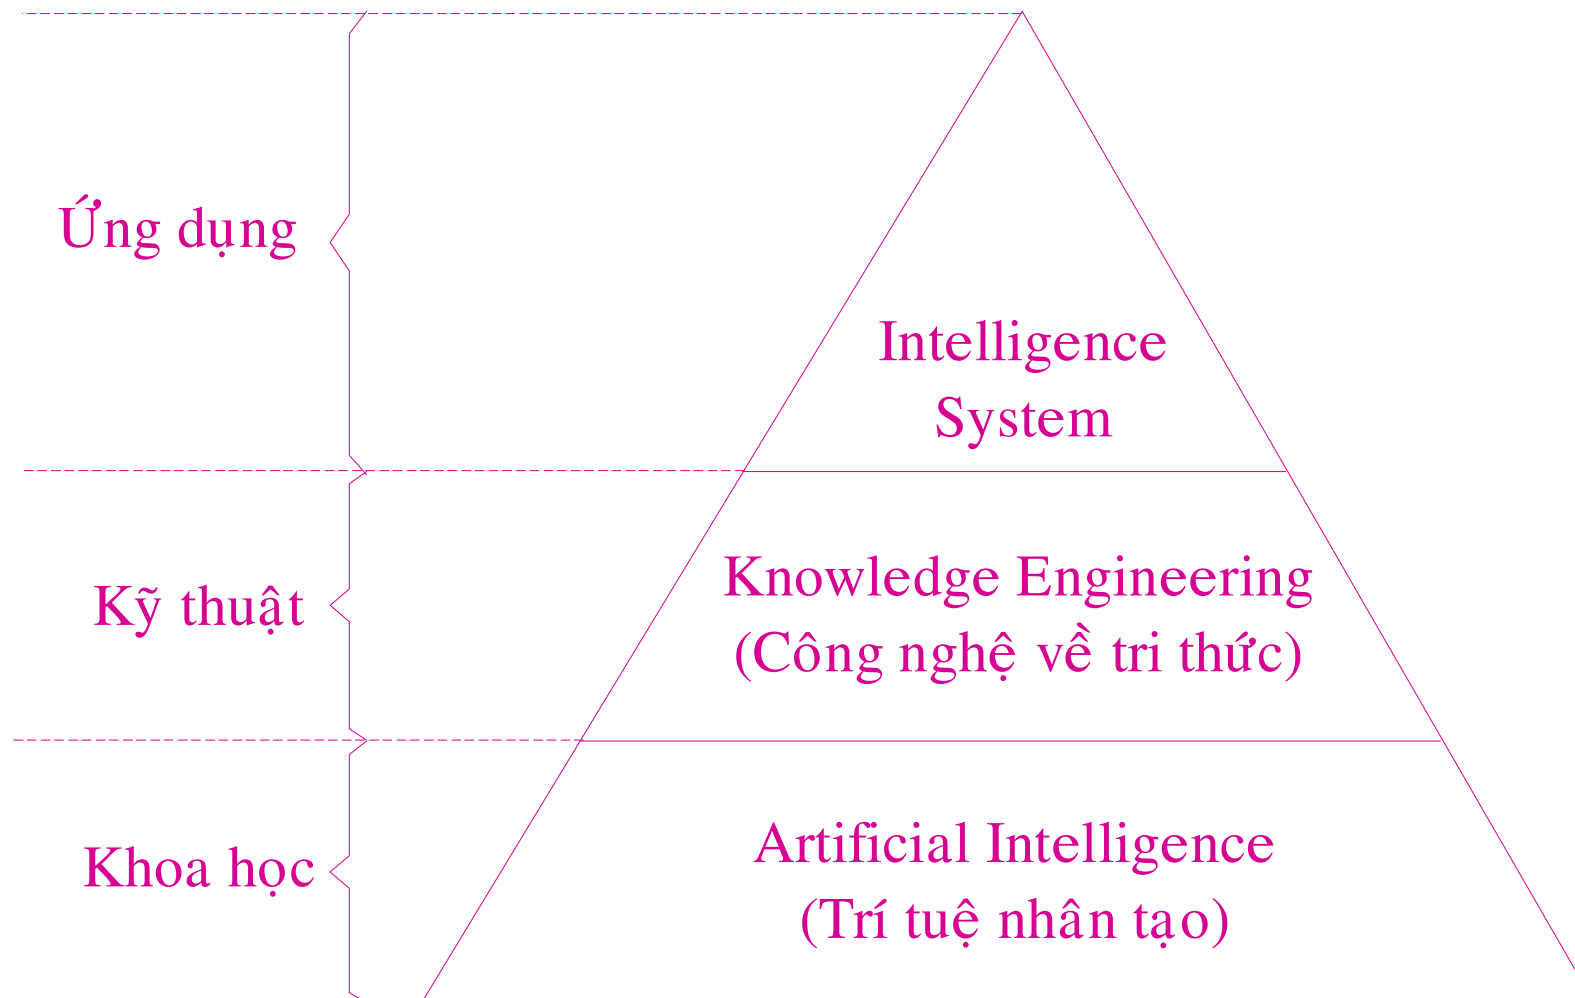 Ứng dụng
Intelligence
System
Kỹ thuật
Knowledge Engineering
(Công nghệ về tri thức)
Khoa học
Artificial Intelligence
(Trí tuệ nhân tạo)